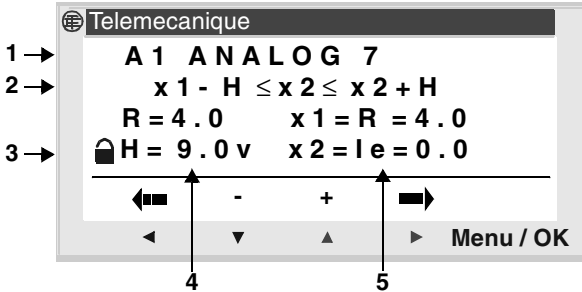 Telemecanique
1 A1 ANALOG 7
2 x1- H ≤ x2 ≤ x2+H
R=4.0 x1=R =4.0
3 H= 9.0v x2=Ie=0.0
- +
Menu / OK
4 5